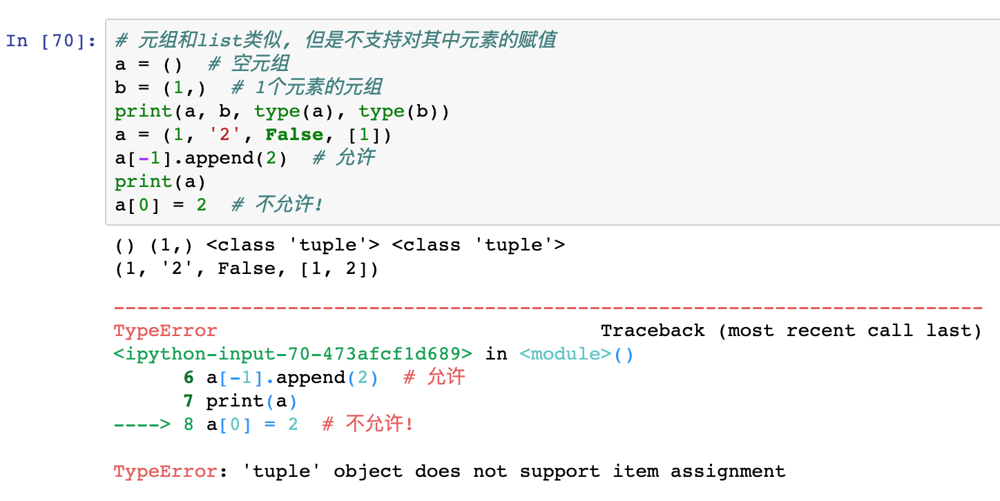 In [70]:
# 元组和list类似, 但是不支持对其中元素的赋值
a = ()  # 空元组
b = (1,)  # 1个元素的元组
print(a, b, type(a), type(b))
a = (1, '2', False, [1])
a[-1].append(2)  # 允许
print(a)
a[0] = 2  # 不允许!
() (1,) <class 'tuple'> <class 'tuple'>
(1, '2', False, [1, 2])
---------------------------------------------------------------------------
TypeError                                 Traceback (most recent call last)
<ipython-input-70-473afcf1d689> in <module>()
      6 a[-1].append(2)  # 允许
      7 print(a)
----> 8 a[0] = 2  # 不允许!
TypeError: 'tuple' object does not support item assignment